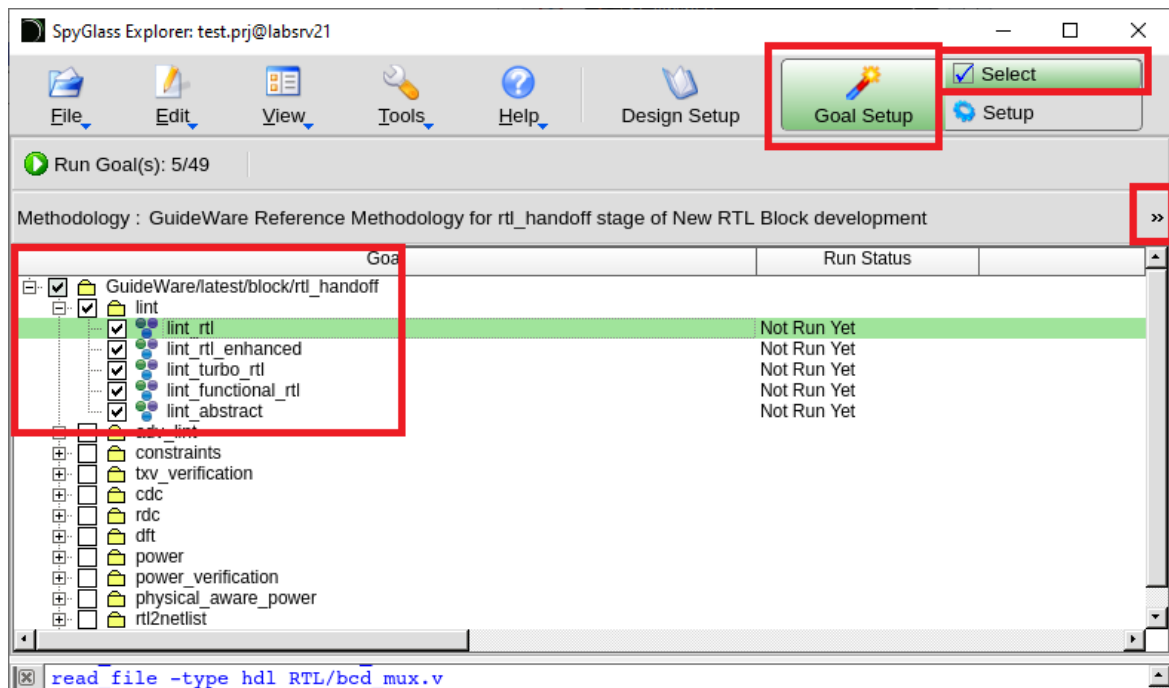 SpyGlass Explorer: test.prj@labsrv21
File Edit View Tools Help Design Setup Goal Setup Select
Setup
Run Goal(s): 5/49
Methodology : GuideWare Reference Methodology for rtl_handoff stage of New RTL Block development »
Goal Run Status
GuideWare/latest/block/rtl_handoff
lint
lint_rtl Not Run Yet
lint_rtl_enhanced Not Run Yet
lint_turbo_rtl Not Run Yet
lint_functional_rtl Not Run Yet
lint_abstract Not Run Yet
adv_lint
constraints
txv_verification
cdc
rdc
dft
power
power_verification
physical_aware_power
rtl2netlist
read_file -type hdl RTL/bcd_mux.v